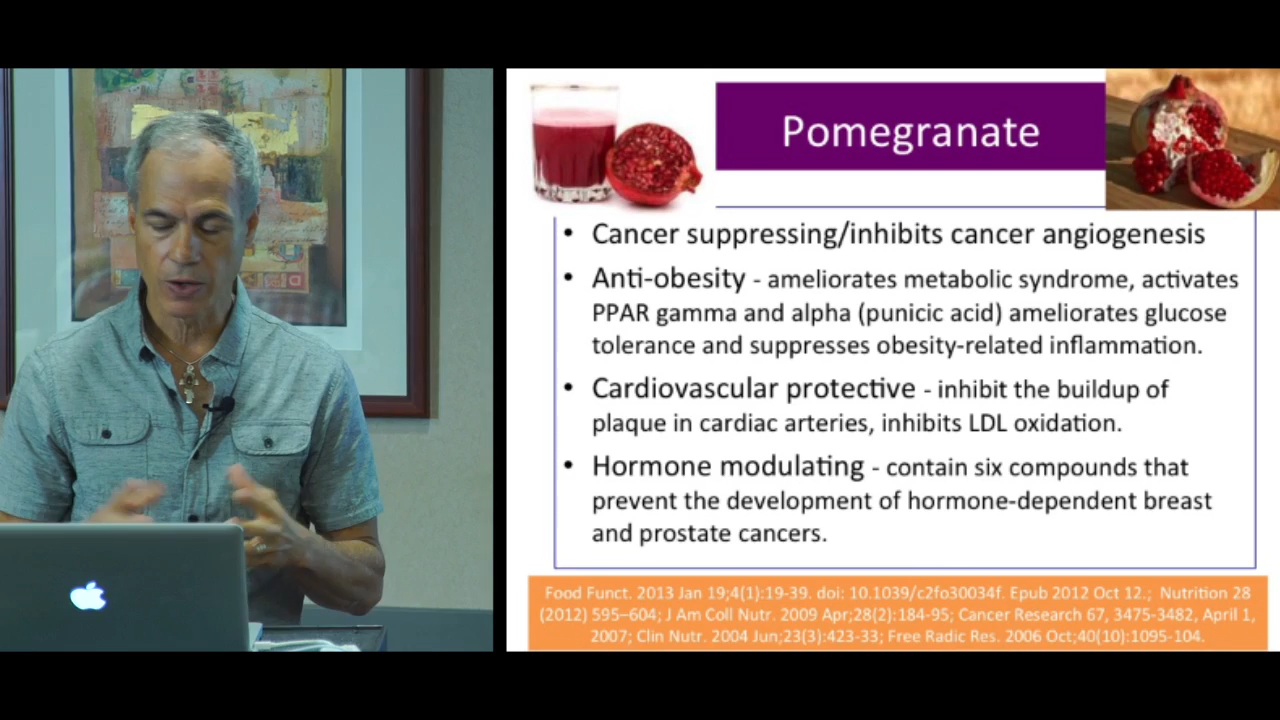 Pomegranate
• Cancer suppressing/inhibits cancer angiogenesis
• Anti-obesity - ameliorates metabolic syndrome, activates
PPAR gamma and alpha (punicic acid) ameliorates glucose
tolerance and suppresses obesity-related inflammation.
• Cardiovascular protective - inhibit the buildup of
plaque in cardiac arteries, inhibits LDL oxidation.
• Hormone modulating - contain six compounds that
prevent the development of hormone-dependent breast
and prostate cancers.
Food Funct. 2013 Jan 19;4(1):19-39. doi: 10.1039/c2fo30034f. Epub 2012 Oct 12.; Nutrition 28
(2012) 595–604; J Am Coll Nutr. 2009 Apr;28(2):184-95; Cancer Research 67, 3475-3482, April 1,
2007; Clin Nutr. 2004 Jun;23(3):423-33; Free Radic Res. 2006 Oct;40(10):1095-104.